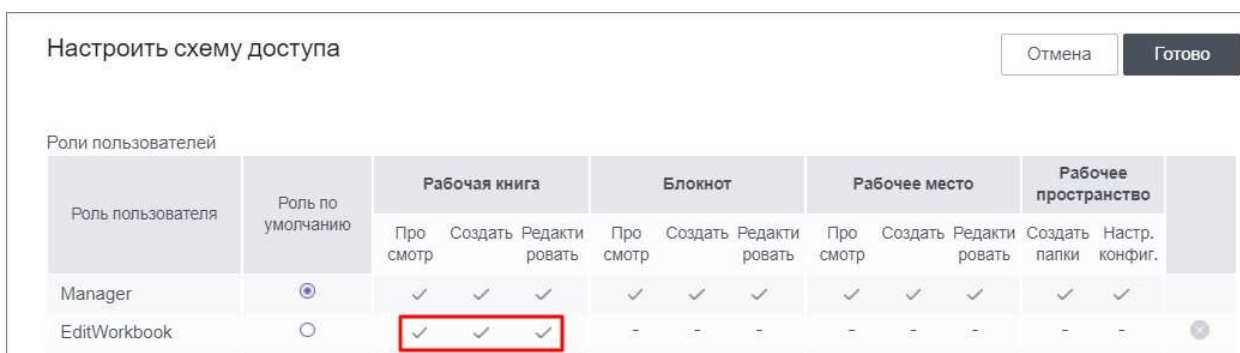 Настроить схему доступа
Отмена
Готово
Роли пользователей
Роль пользователя
Роль по
умолчанию
Рабочая книга
Блокнот
Рабочее место
Рабочее
пространство
Про
смотр
Создать
Редакти
ровать
Про
смотр
Создать
Редакти
ровать
Про
смотр
Создать
Редакти
ровать
Создать
папки
Настр.
конфиг.
Manager
EditWorkbook - - - - - - - -